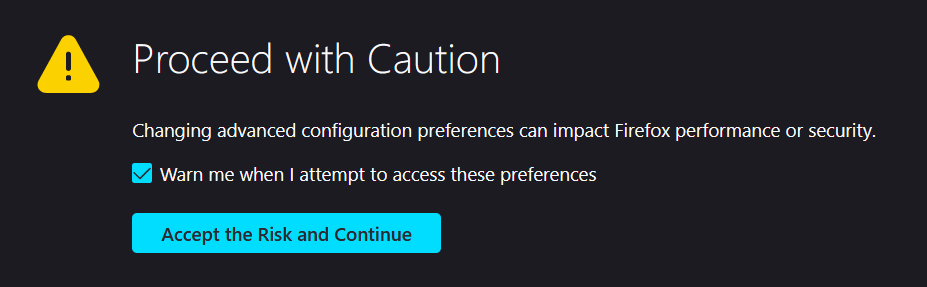 Proceed with Caution
Changing advanced configuration preferences can impact Firefox performance or security.
Warn me when I attempt to access these preferences
Accept the Risk and Continue